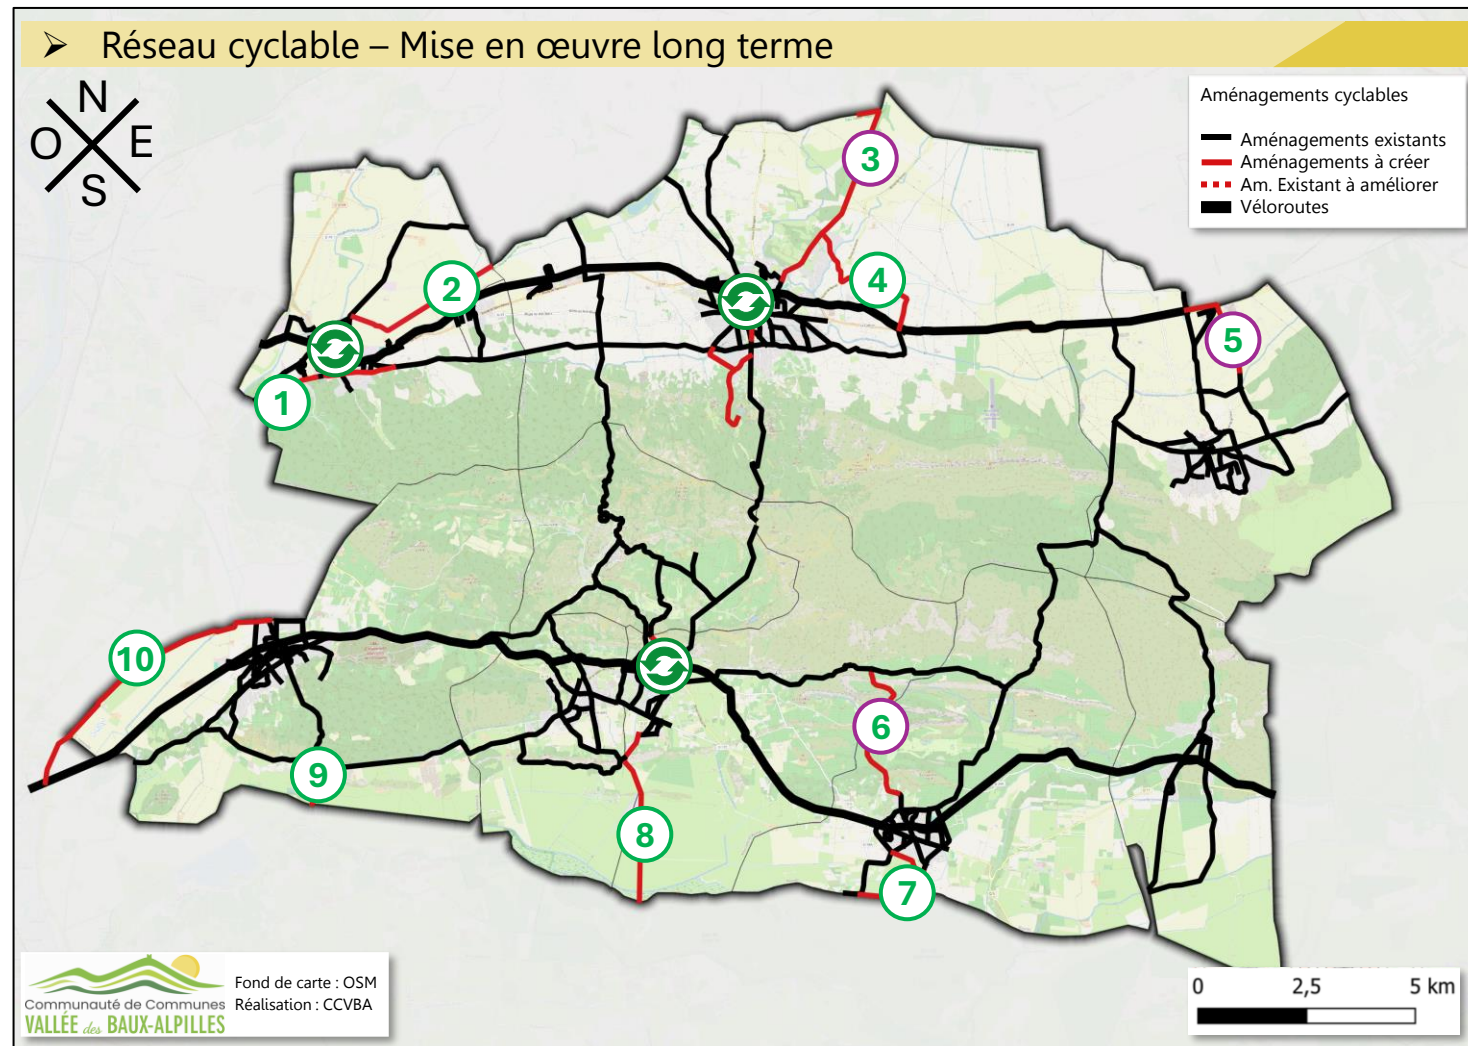 ➢ Réseau cyclable – Mise en œuvre long terme
N
O E
S
Aménagements cyclables
Aménagements existants
Aménagements à créer
Am. Existant à améliorer
Véloroutes
3
2
4
5
1
10
6
9
8
7
Communauté de Communes
VALLÉE des BAUX-ALPILLES
Fond de carte : OSM
Réalisation : CCVBA
0 2,5 5 km